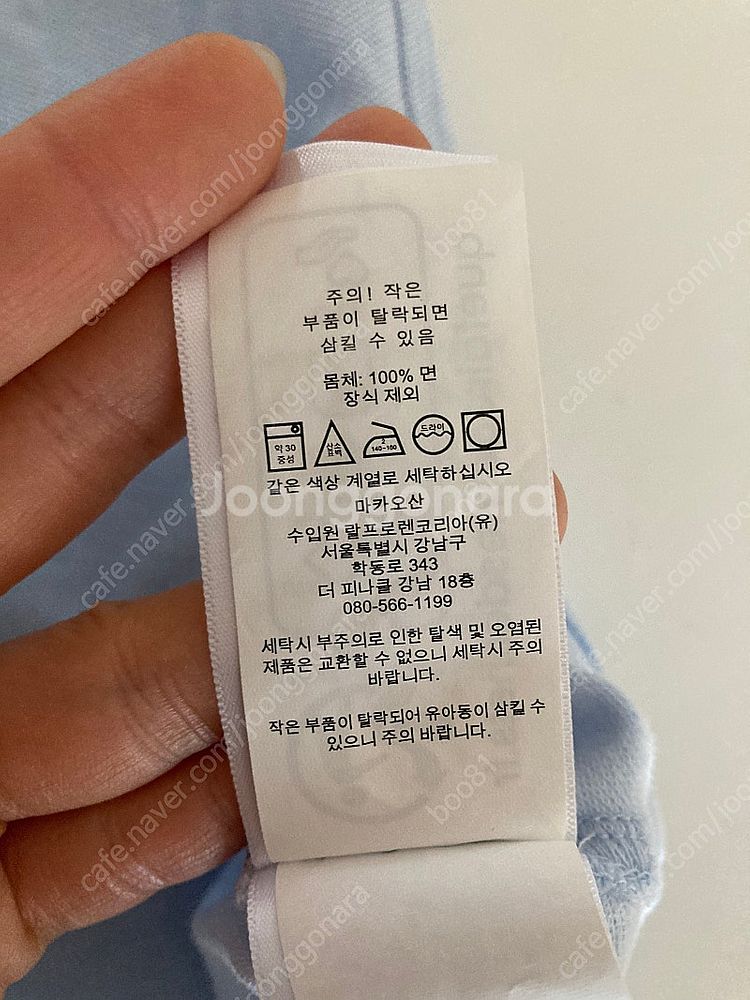 주의! 작은
부품이 탈락되면
삼킬 수 있음
몸체: 100% 면
장식 제외
약 30
중성
산소
표백
2
140~160
드라이
같은 색상 계열로 세탁하십시오
마카오산
수입원 랄프로렌코리아(유)
서울특별시 강남구
학동로 343
더 피나클 강남 18층
080-566-1199
세탁시 부주의로 인한 탈색 및 오염된
제품은 교환할 수 없으니 세탁시 주의
바랍니다.
작은 부품이 탈락되어 유아동이 삼킬 수
있으니 주의 바랍니다.
Joonggonara
cafe.naver.com/joonggonara
boo81
cafe.naver.com/joonggonara
boo81